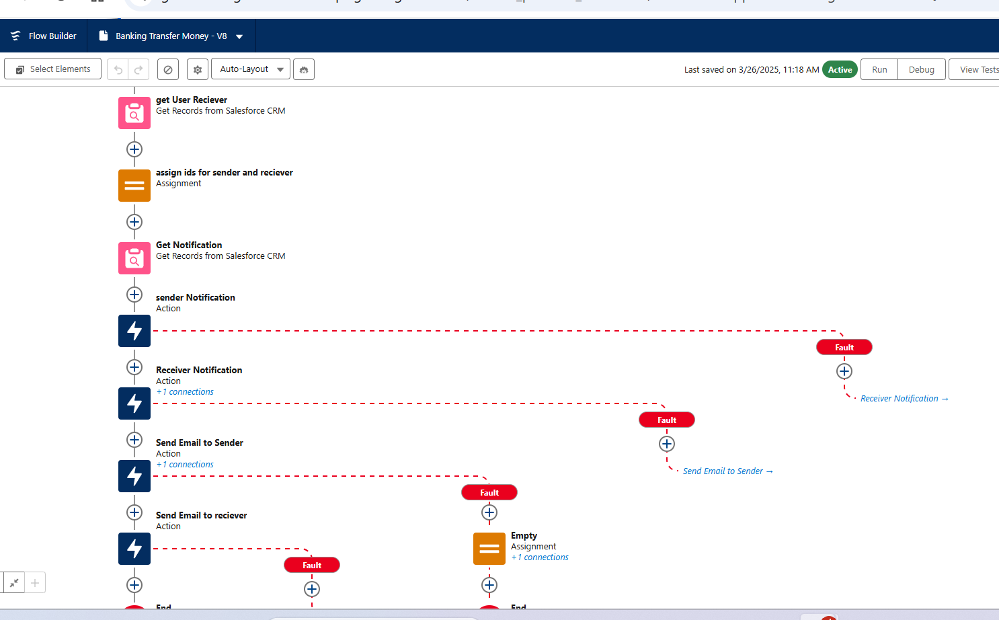 Flow Builder
Banking Transfer Money - V8
Select Elements
Auto-Layout
Last saved on 3/26/2025, 11:18 AM
Active
Run
Debug
View Tests
get User Reciever
Get Records from Salesforce CRM
assign ids for sender and reciever
Assignment
Get Notification
Get Records from Salesforce CRM
sender Notification
Action
Fault
Receiver Notification
Action
+1 connections
Receiver Notification →
Fault
Send Email to Sender
Action
+1 connections
Send Email to Sender →
Fault
Send Email to reciever
Action
Empty
Assignment
+1 connections
Fault
End
End